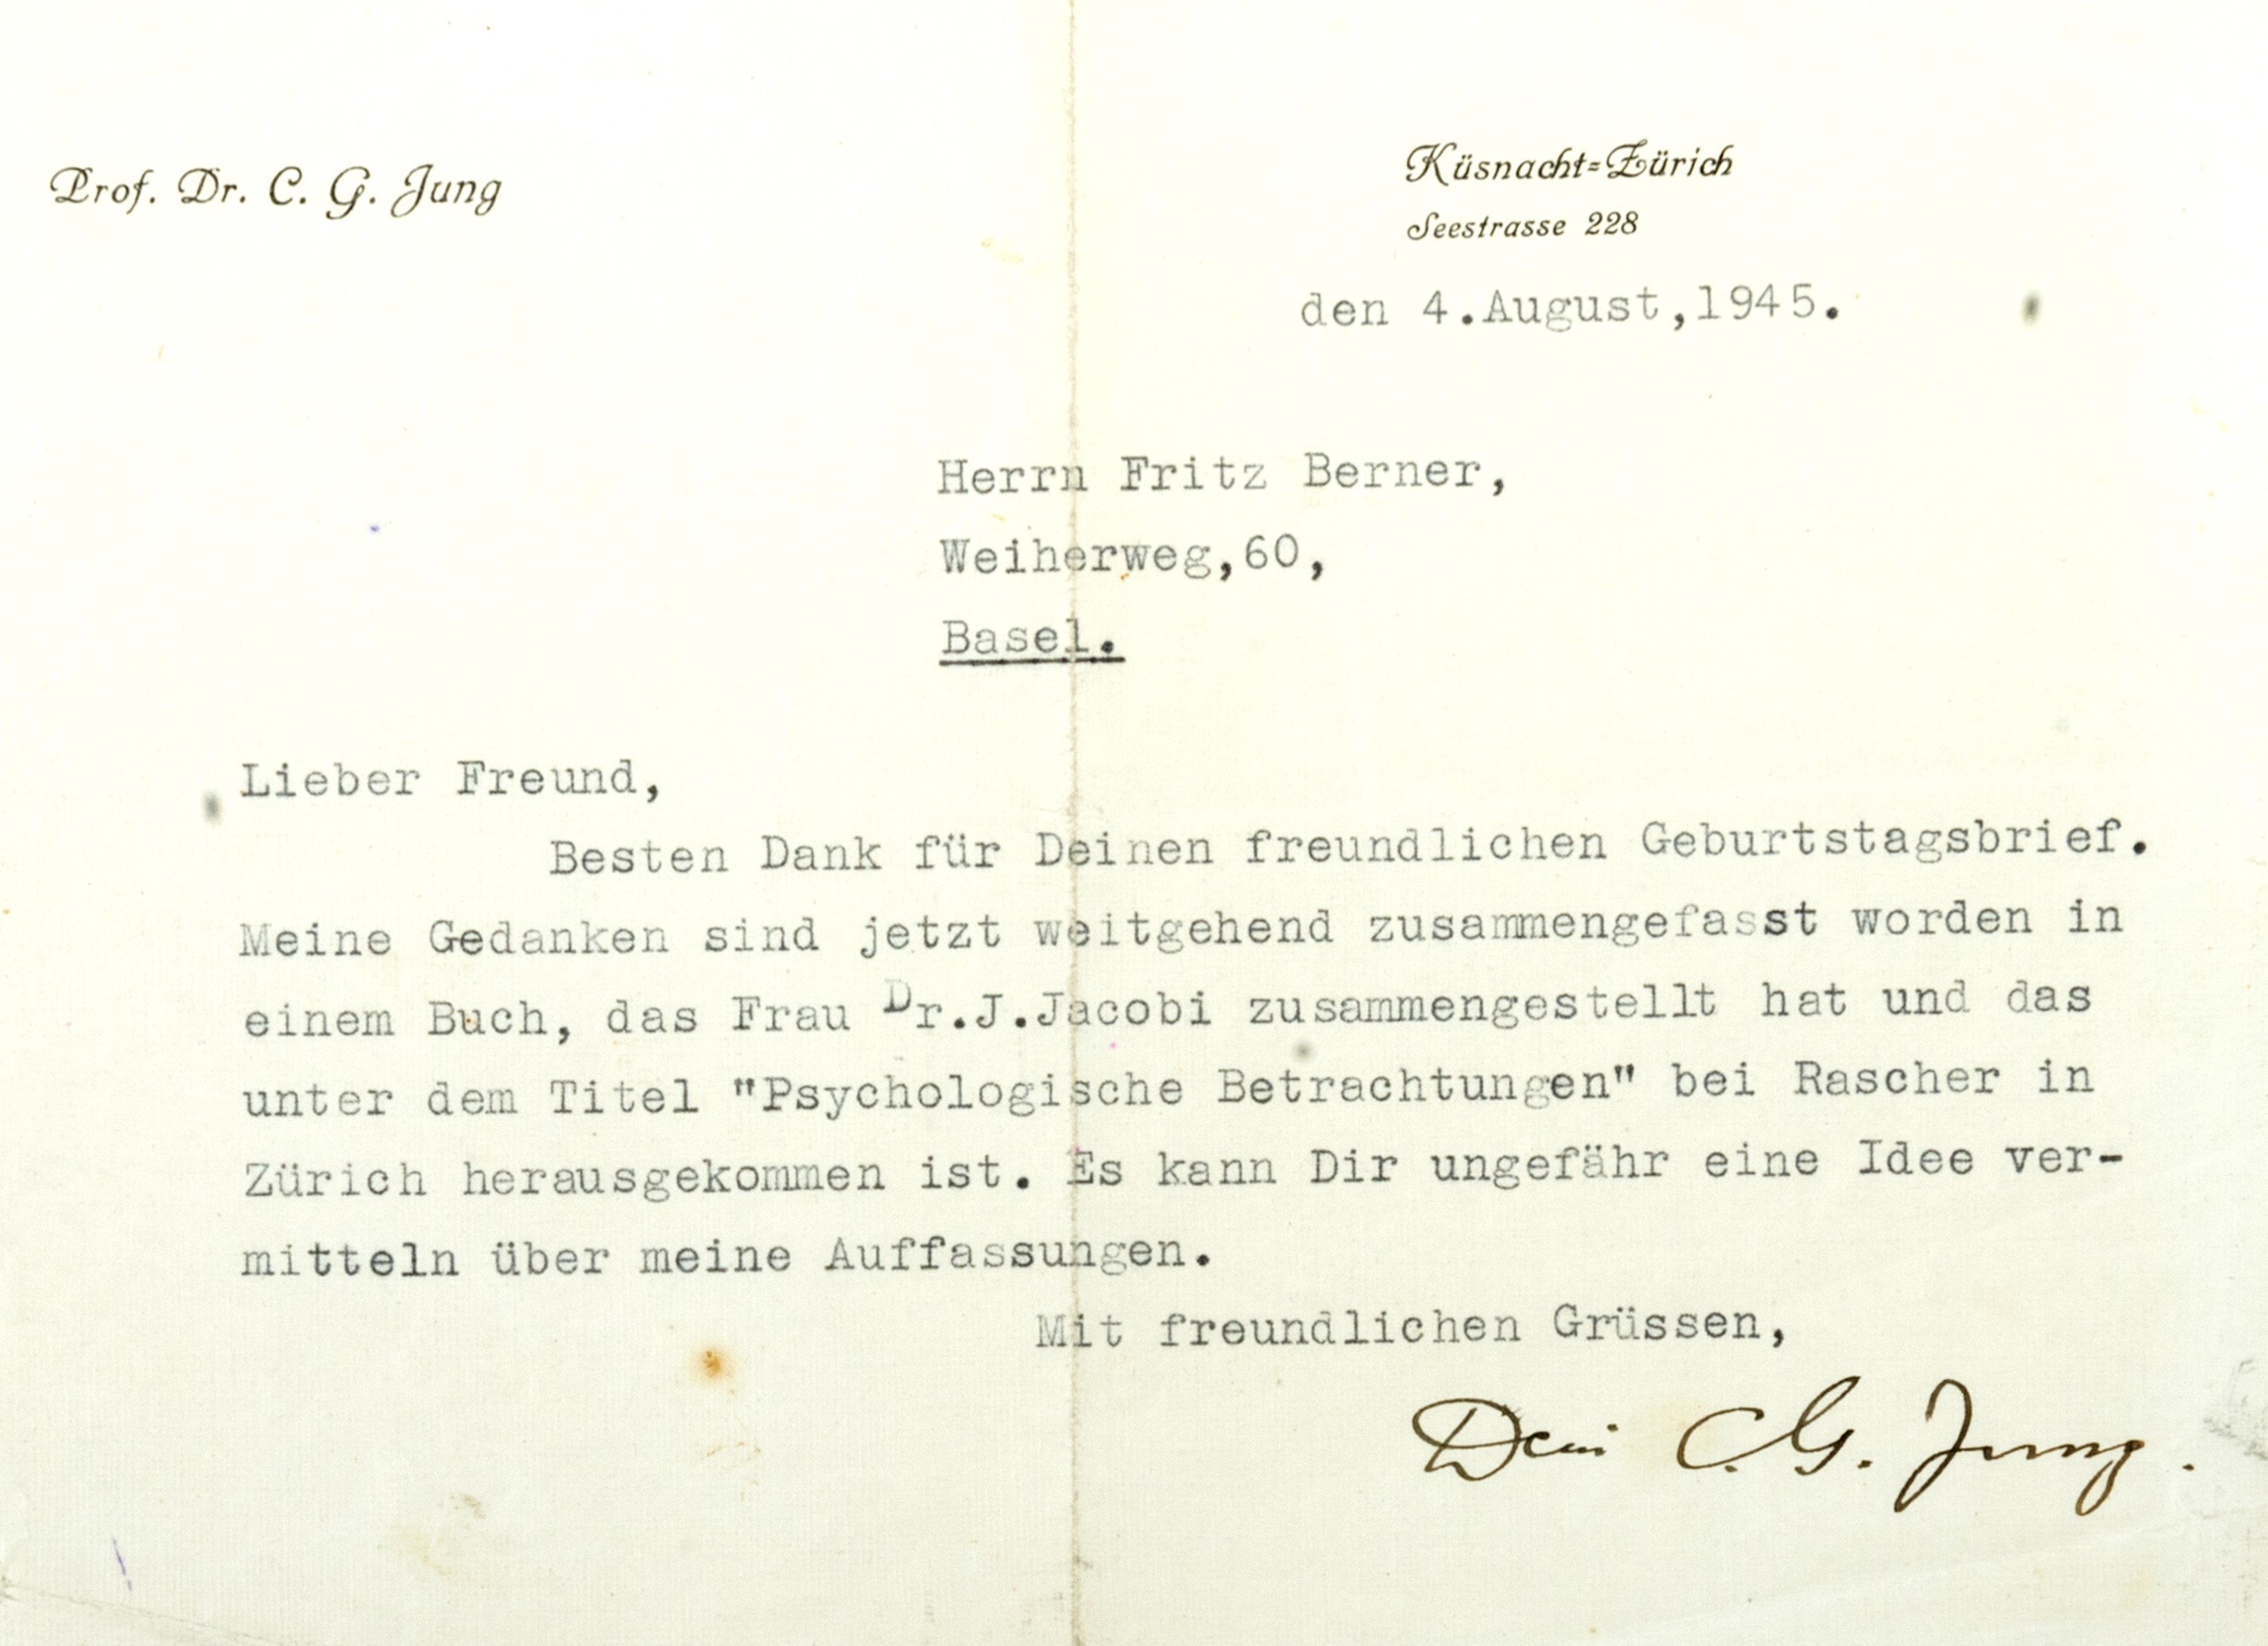 Prof. Dr. C. G. Jung
Küsnacht=Zürich
Seestrasse 228
den 4.August,1945.
Herrn Fritz Berner,
Weiherweg,60,
Basel.
Lieber Freund,
Besten Dank für Deinen freundlichen Geburtstagsbrief.
Meine Gedanken sind jetzt weitgehend zusammengefasst worden in
einem Buch, das Frau Dr.J.Jacobi zusammengestellt hat und das
unter dem Titel "Psychologische Betrachtungen" bei Rascher in
Zürich herausgekommen ist. Es kann Dir ungefähr eine Idee ver-
mitteln über meine Auffassungen.
Mit freundlichen Grüssen,
Dein C. G. Jung.